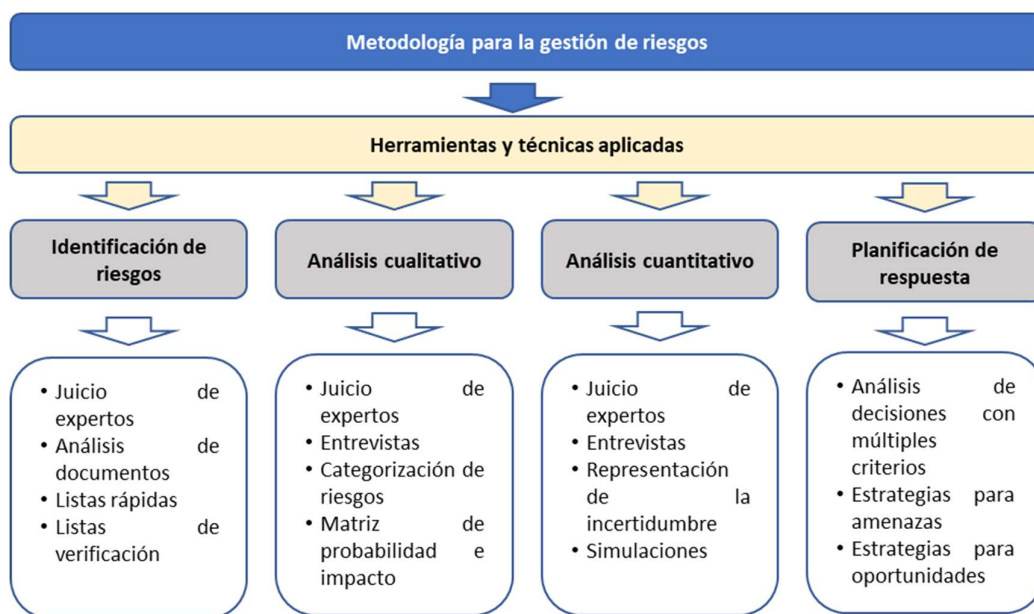 Metodología para la gestión de riesgos
Herramientas y técnicas aplicadas
Identificación de
riesgos
Análisis cualitativo
Análisis cuantitativo
Planificación de
respuesta
• Juicio de
expertos
• Análisis de
documentos
• Listas rápidas
• Listas de
verificación
• Juicio de
expertos
• Entrevistas
• Categorización de
riesgos
• Matriz de
probabilidad e
impacto
• Juicio de
expertos
• Entrevistas
• Representación
de la
incertidumbre
• Simulaciones
• Análisis de
decisiones con
múltiples
criterios
• Estrategias para
amenazas
• Estrategias para
oportunidades